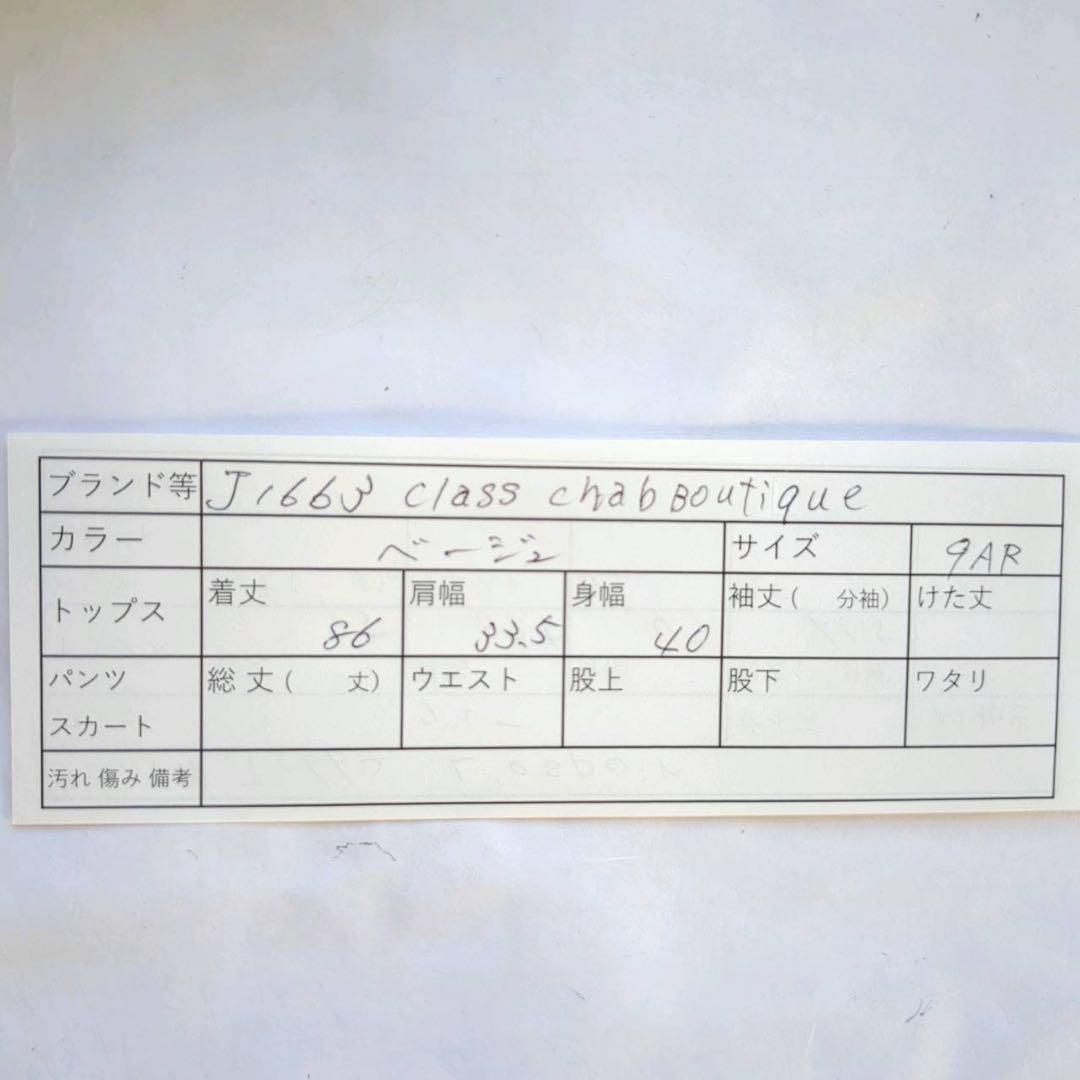 ブランド等 J1663 class chab BOutique
カラー ベージュ サイズ 9AR
トップス 着丈 86 肩幅 33.5 身幅 40 袖丈( 分袖) けた丈
パンツ 総丈( 丈) ウエスト 股上 股下 ワタリ
スカート
汚れ 傷み 備考